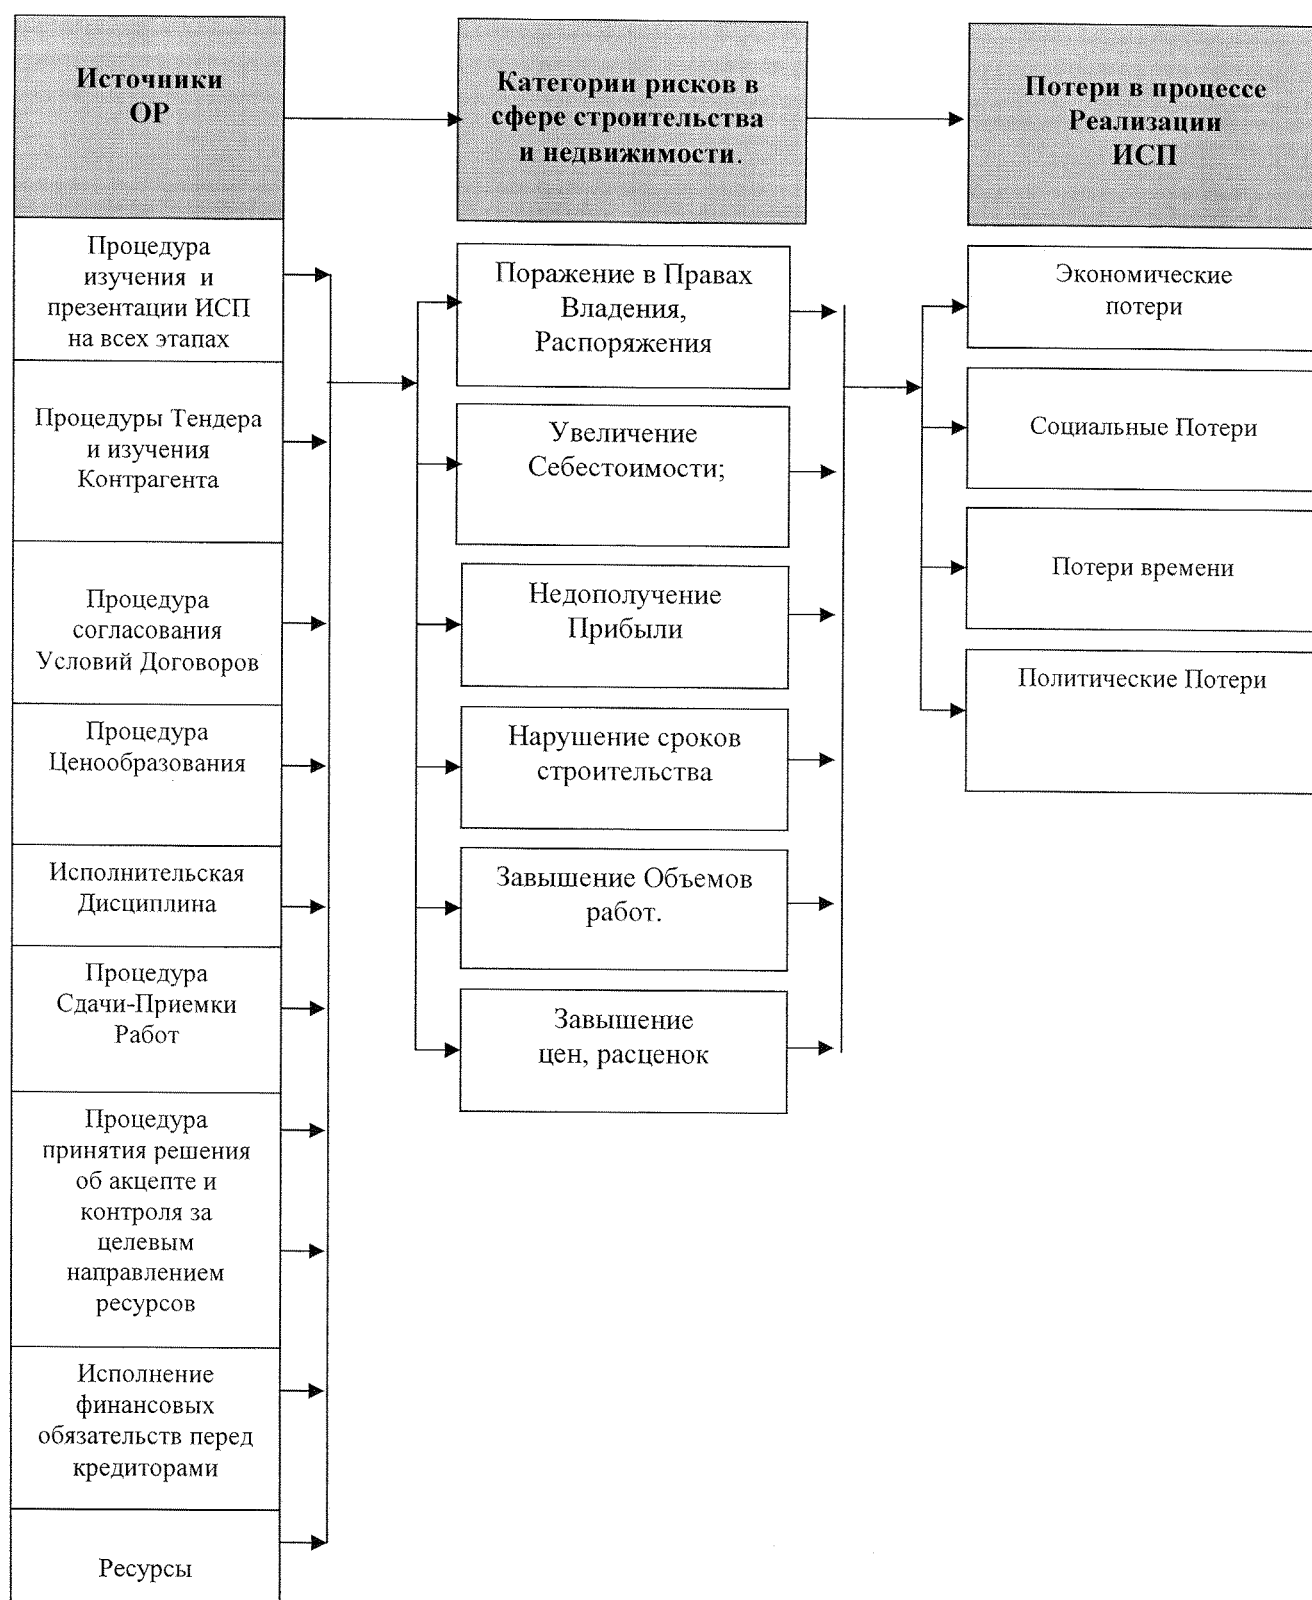 Источники
ОР
Категории рисков в
сфере строительства
и недвижимости.
Потери в процессе
Реализации
ИСП
Процедура
изучения и
презентации ИСП
на всех этапах
Процедуры Тендера
и изучения
Контрагента
Процедура
согласования
Условий Договоров
Процедура
Ценообразования
Исполнительская
Дисциплина
Процедура
Сдачи-Приемки
Работ
Процедура
принятия решения
об акцепте и
контроля за
целевым
направлением
ресурсов
Исполнение
финансовых
обязательств перед
кредиторами
Ресурсы
Поражение в Правах
Владения,
Распоряжения
Увеличение
Себестоимости;
Недополучение
Прибыли
Нарушение сроков
строительства
Завышение Объемов
работ.
Завышение
цен, расценок
Экономические
потери
Социальные Потери
Потери времени
Политические Потери